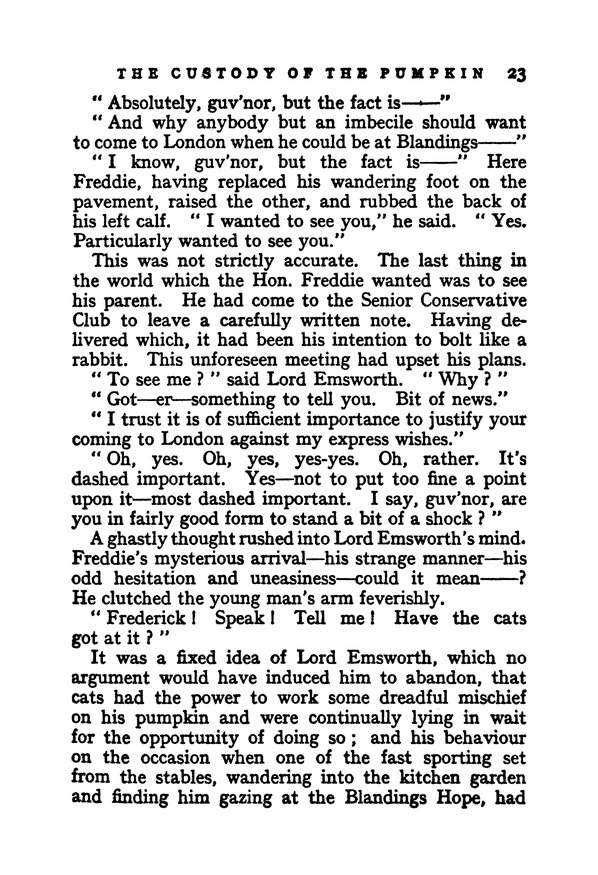 THE CUSTODY OF THE PUMPKIN 23
" Absolutely, guv'nor, but the fact is——"
" And why anybody but an imbecile should want
to come to London when he could be at Blandings——"
" I know, guv'nor, but the fact is——" Here
Freddie, having replaced his wandering foot on the
pavement, raised the other, and rubbed the back of
his left calf. " I wanted to see you," he said. " Yes.
Particularly wanted to see you."
This was not strictly accurate. The last thing in
the world which the Hon. Freddie wanted was to see
his parent. He had come to the Senior Conservative
Club to leave a carefully written note. Having de-
livered which, it had been his intention to bolt like a
rabbit. This unforeseen meeting had upset his plans.
" To see me ? " said Lord Emsworth. " Why ? "
" Got—er—something to tell you. Bit of news."
" I trust it is of sufficient importance to justify your
coming to London against my express wishes."
" Oh, yes. Oh, yes, yes-yes. Oh, rather. It's
dashed important. Yes—not to put too fine a point
upon it—most dashed important. I say, guv'nor, are
you in fairly good form to stand a bit of a shock ? "
A ghastly thought rushed into Lord Emsworth's mind.
Freddie's mysterious arrival—his strange manner—his
odd hesitation and uneasiness—could it mean——?
He clutched the young man's arm feverishly.
" Frederick ! Speak ! Tell me ! Have the cats
got at it ? "
It was a fixed idea of Lord Emsworth, which no
argument would have induced him to abandon, that
cats had the power to work some dreadful mischief
on his pumpkin and were continually lying in wait
for the opportunity of doing so ; and his behaviour
on the occasion when one of the fast sporting set
from the stables, wandering into the kitchen garden
and finding him gazing at the Blandings Hope, had